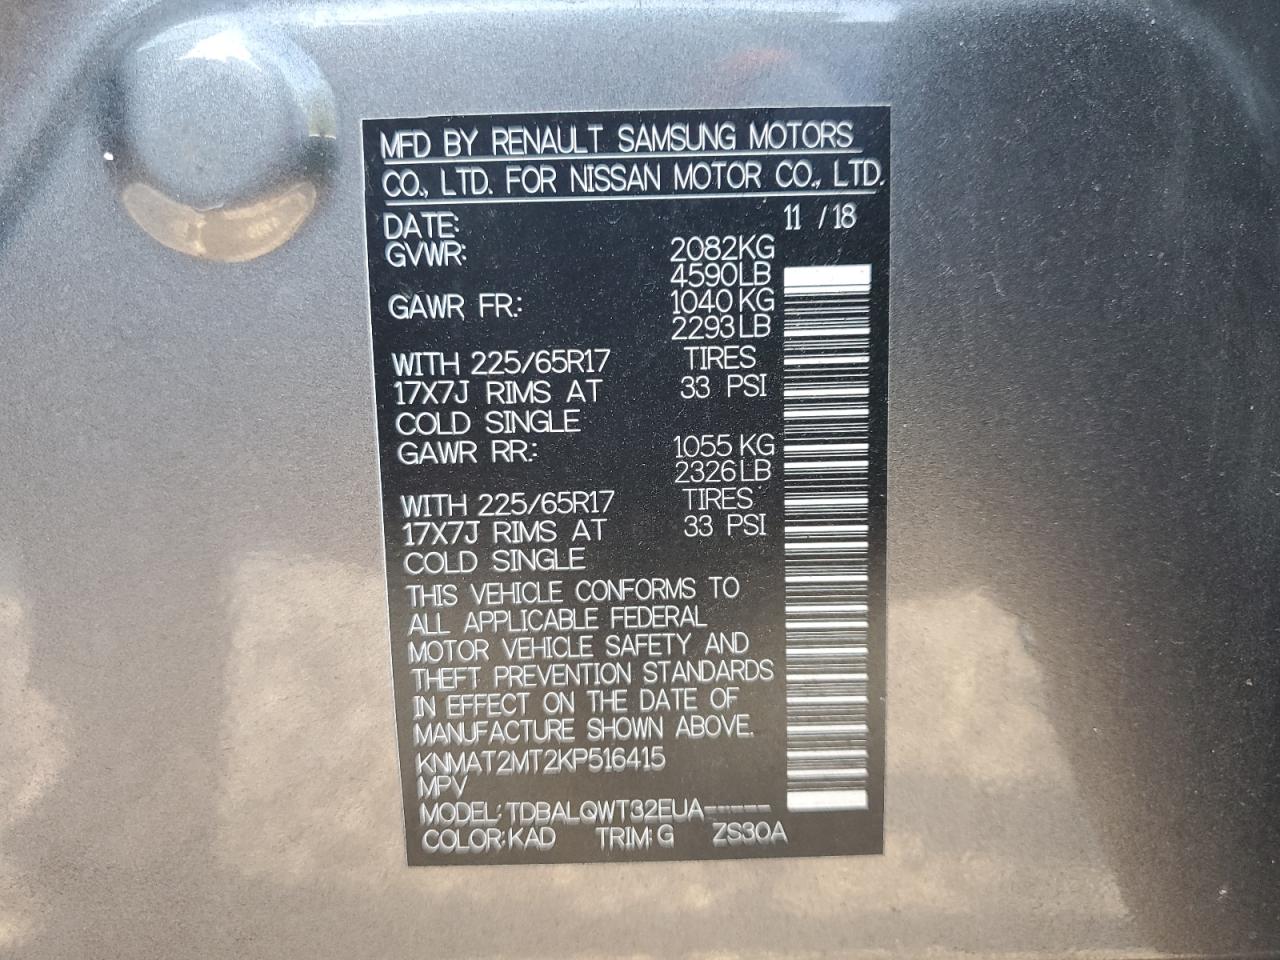 MFD BY RENAULT SAMSUNG MOTORS
CO., LTD. FOR NISSAN MOTOR CO., LTD.
DATE: 11 / 18
GVWR: 2082KG
4590LB
GAWR FR.: 1040 KG
2293LB
WITH 225/65R17 TIRES
17X7J RIMS AT 33 PSI
COLD SINGLE
GAWR RR.: 1055 KG
2326LB
WITH 225/65R17 TIRES
17X7J RIMS AT 33 PSI
COLD SINGLE
THIS VEHICLE CONFORMS TO
ALL APPLICABLE FEDERAL
MOTOR VEHICLE SAFETY AND
THEFT PREVENTION STANDARDS
IN EFFECT ON THE DATE OF
MANUFACTURE SHOWN ABOVE.
KNMAT2MT2KP516415
MPV
MODEL: TDBALQWT32EUA-----
COLOR:KAD TRIM: G ZS30A